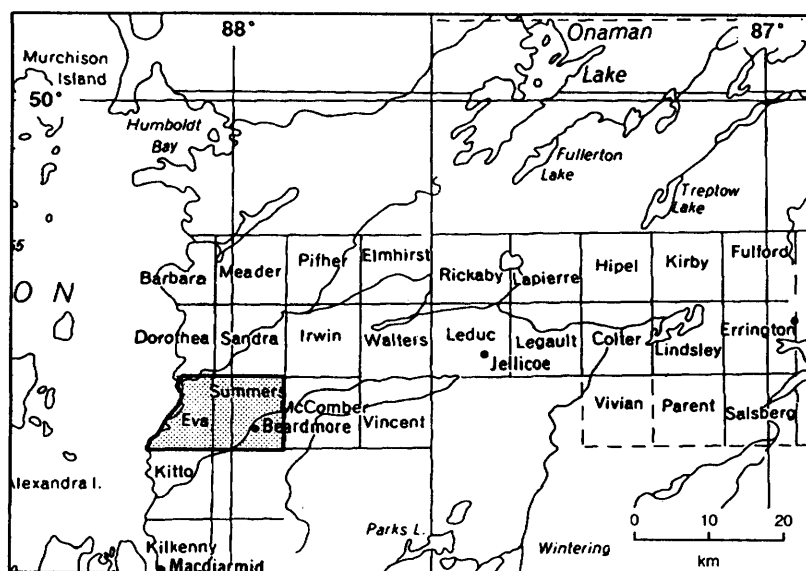 88°
Onaman
87°
Murchison
Island
Lake
50°
Humboldt
Bay
Fullerton
Lake
Treptow
Lake
Barbara
Meader
Pifher
Elmhirst
Rickaby
Lapierre
Hipel
Kirby
Fulford
O N
Dorothea
Sandra
Irwin
Walters
Leduc
Legault
Colter
Lindsley
Errington
Jellicoe
Summers
Eva
McComber
Beardmore
Vincent
Vivian
Parent
Salsberg
Kitto
Alexandra I.
Parks L.
Wintering
0 10 20
km
Kilkenny
Macdiarmid